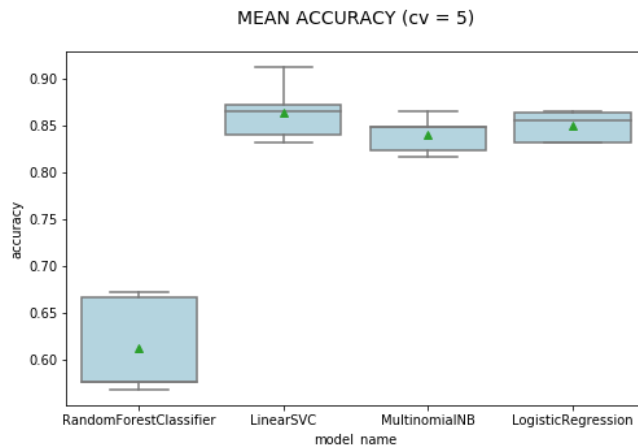 MEAN ACCURACY (cv = 5)
accuracy
0.90
0.85
0.80
0.75
0.70
0.65
0.60
RandomForestClassifier LinearSVC MultinomialNB LogisticRegression
model_name